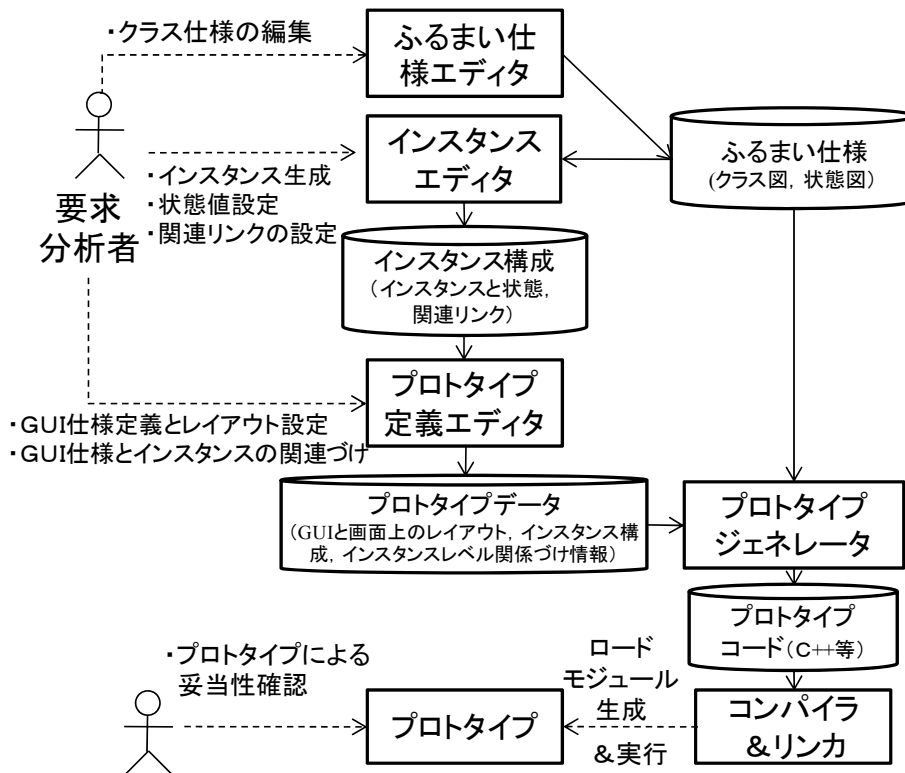 ・クラス仕様の編集
ふるまい仕
様エディタ
インスタンス
エディタ
ふるまい仕様
(クラス図，状態図)
・インスタンス生成
・状態値設定
・関連リンクの設定
要求
分析者
インスタンス構成
（インスタンスと状態，
関連リンク）
プロトタイプ
定義エディタ
・ＧＵＩ仕様定義とレイアウト設定
・ＧＵＩ仕様とインスタンスの関連づけ
プロトタイプデータ
(GUIと画面上のレイアウト，インスタンス構
成，インスタンスレベル関係づけ情報）
プロトタイプ
ジェネレータ
プロトタイプ
コード（C++等）
・プロトタイプによる
妥当性確認
ロード
モジュール
生成
＆実行
プロトタイプ
コンパイラ
＆リンカ